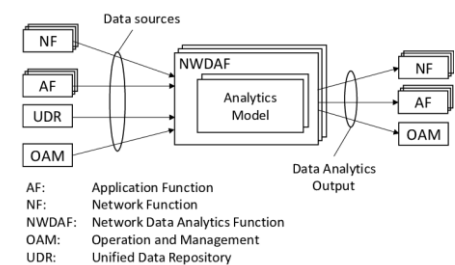 Data sources
NF
AF
UDR
OAM
NWDAF
Analytics
Model
NF
AF
OAM
Data Analytics
Output
AF: Application Function
NF: Network Function
NWDAF: Network Data Analytics Function
OAM: Operation and Management
UDR: Unified Data Repository